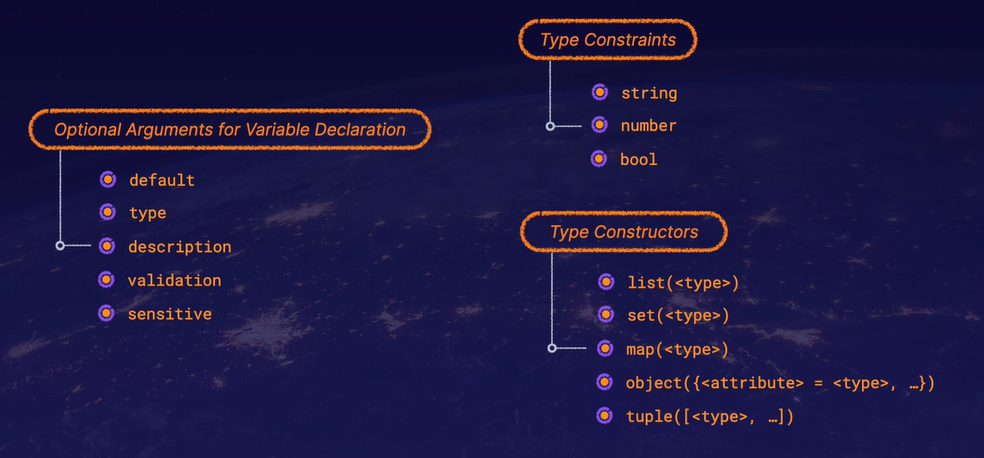 Optional Arguments for Variable Declaration
default
type
description
validation
sensitive
Type Constraints
string
number
bool
Type Constructors
list(<type>)
set(<type>)
map(<type>)
object({<attribute> = <type>, …})
tuple([<type>, …])